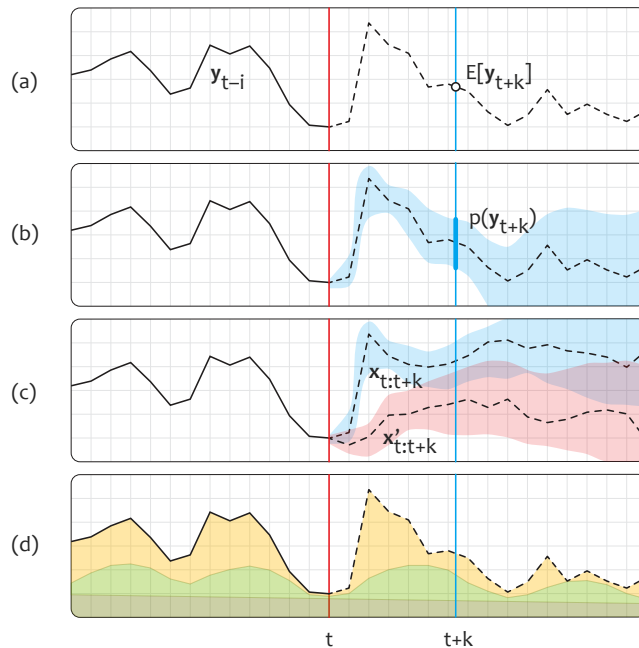 (a)
y_{t–i}
E[y_{t+k}]
(b)
p(y_{t+k})
(c)
x_{t:t+k}
x'_{t:t+k}
(d)
t
t+k